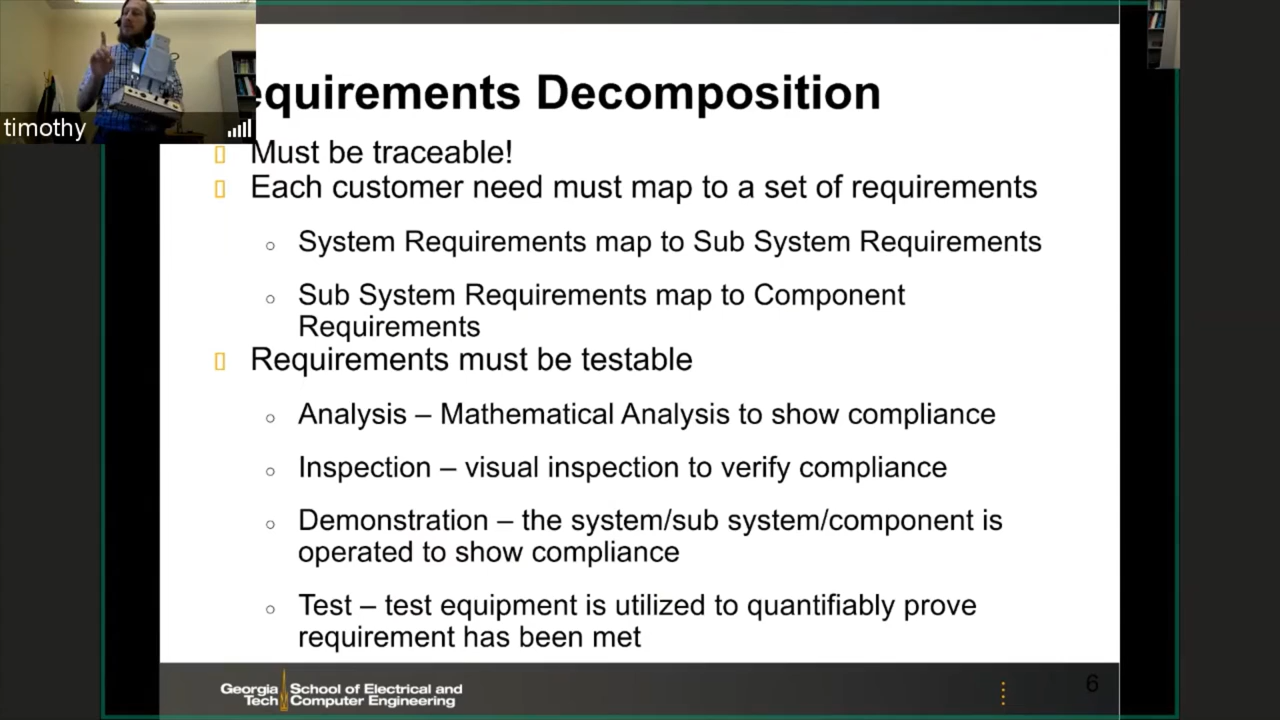 timothy
equirements Decomposition
Must be traceable!
Each customer need must map to a set of requirements
System Requirements map to Sub System Requirements
Sub System Requirements map to Component
Requirements
Requirements must be testable
Analysis – Mathematical Analysis to show compliance
Inspection – visual inspection to verify compliance
Demonstration – the system/sub system/component is
operated to show compliance
Test – test equipment is utilized to quantifiably prove
requirement has been met
Georgia Tech School of Electrical and
Computer Engineering
6